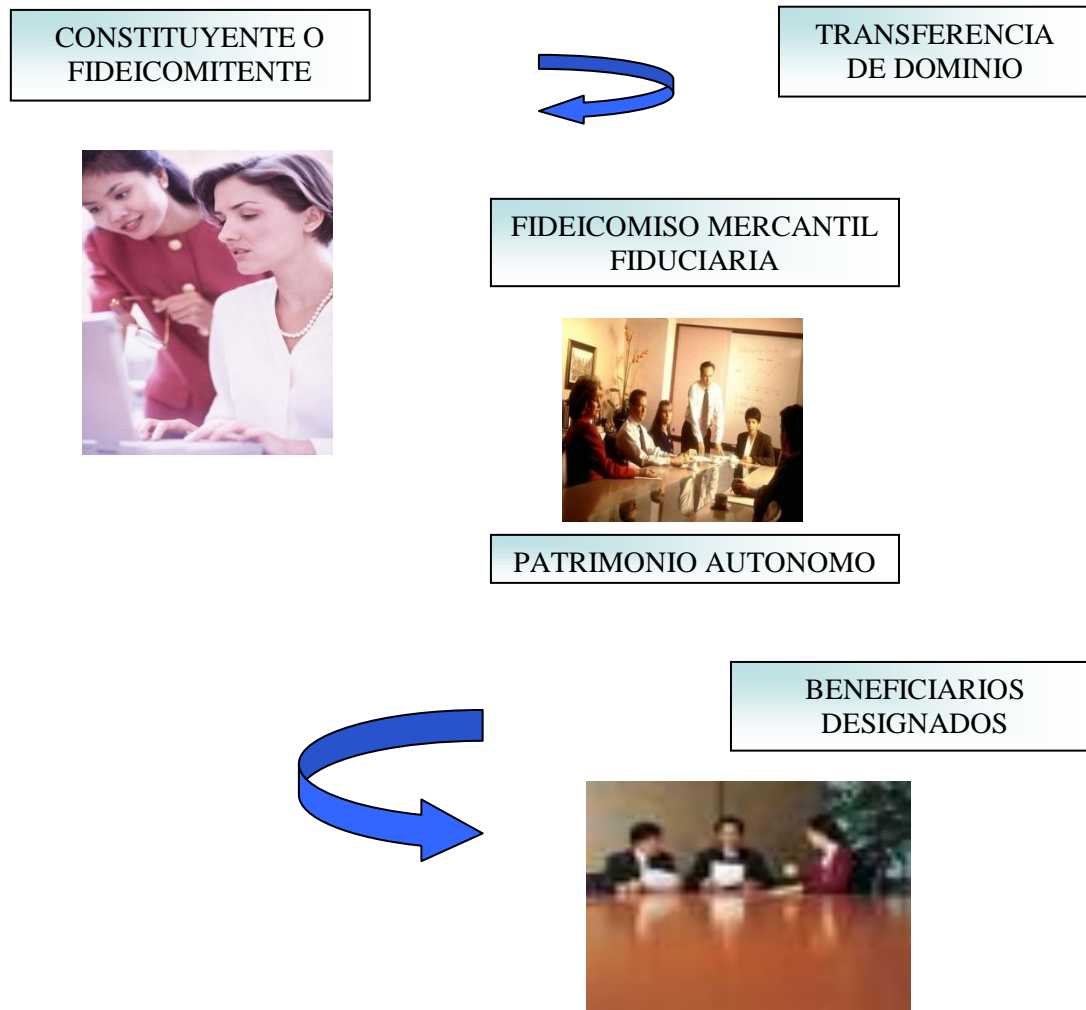 CONSTITUYENTE O
FIDEICOMITENTE
TRANSFERENCIA
DE DOMINIO
FIDEICOMISO MERCANTIL
FIDUCIARIA
PATRIMONIO AUTONOMO
BENEFICIARIOS
DESIGNADOS